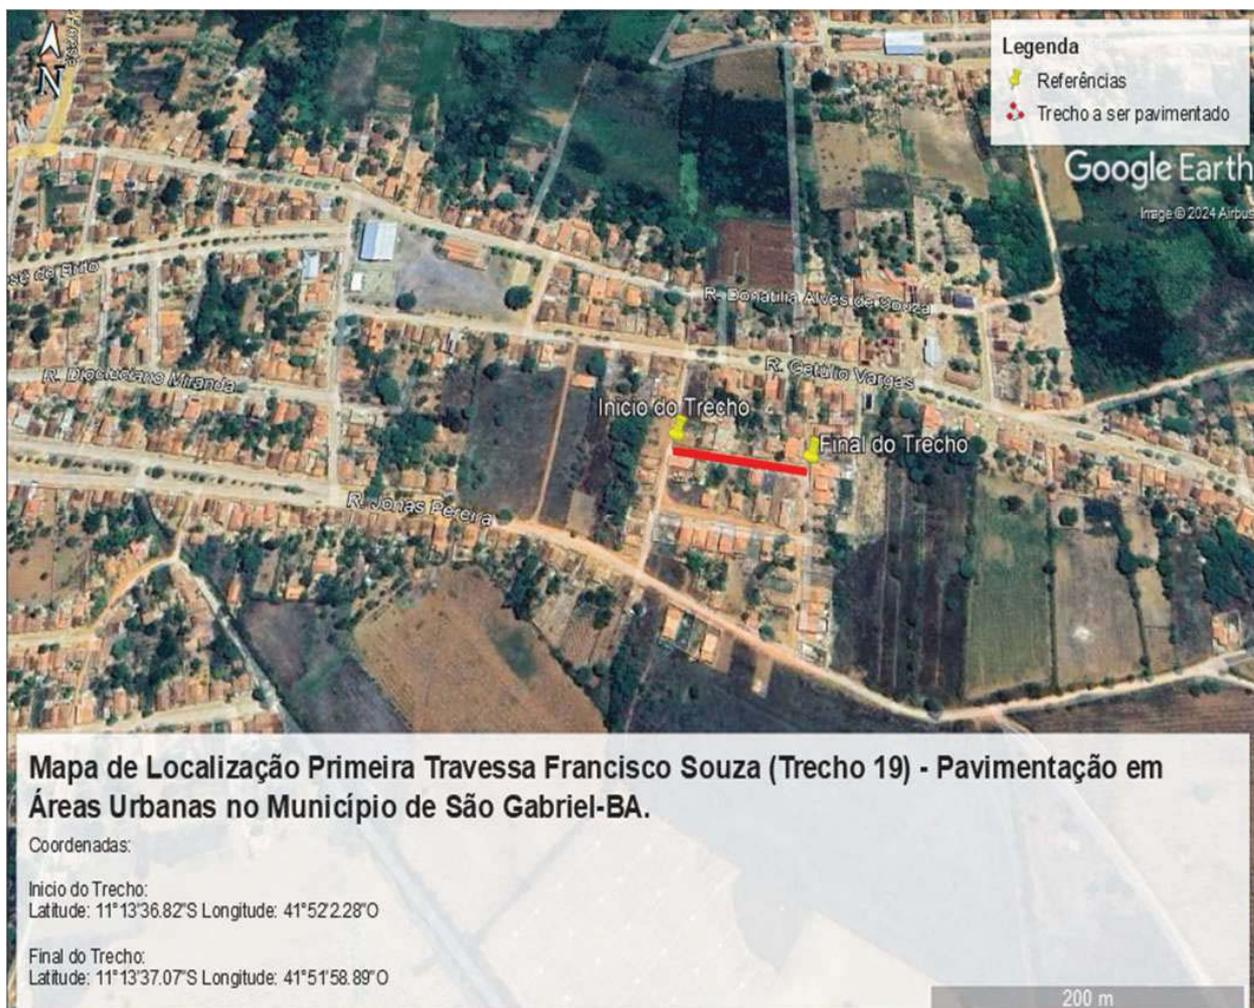 N
Legenda
Referências
Trecho a ser pavimentado
Google Earth
Image © 2024 Airbus
R. Donatilia Alves de Souza
R. Getúlio Vargas
R. Diocluciano Miranda
Inicio do Trecho
Final do Trecho
R. Jonas Pereira
Mapa de Localização Primeira Travessa Francisco Souza (Trecho 19) - Pavimentação em
Áreas Urbanas no Município de São Gabriel-BA.
Coordenadas:
Inicio do Trecho:
Latitude: 11°13'36.82"S Longitude: 41°52'2.28"O
Final do Trecho:
Latitude: 11°13'37.07"S Longitude: 41°51'58.89"O
200 m